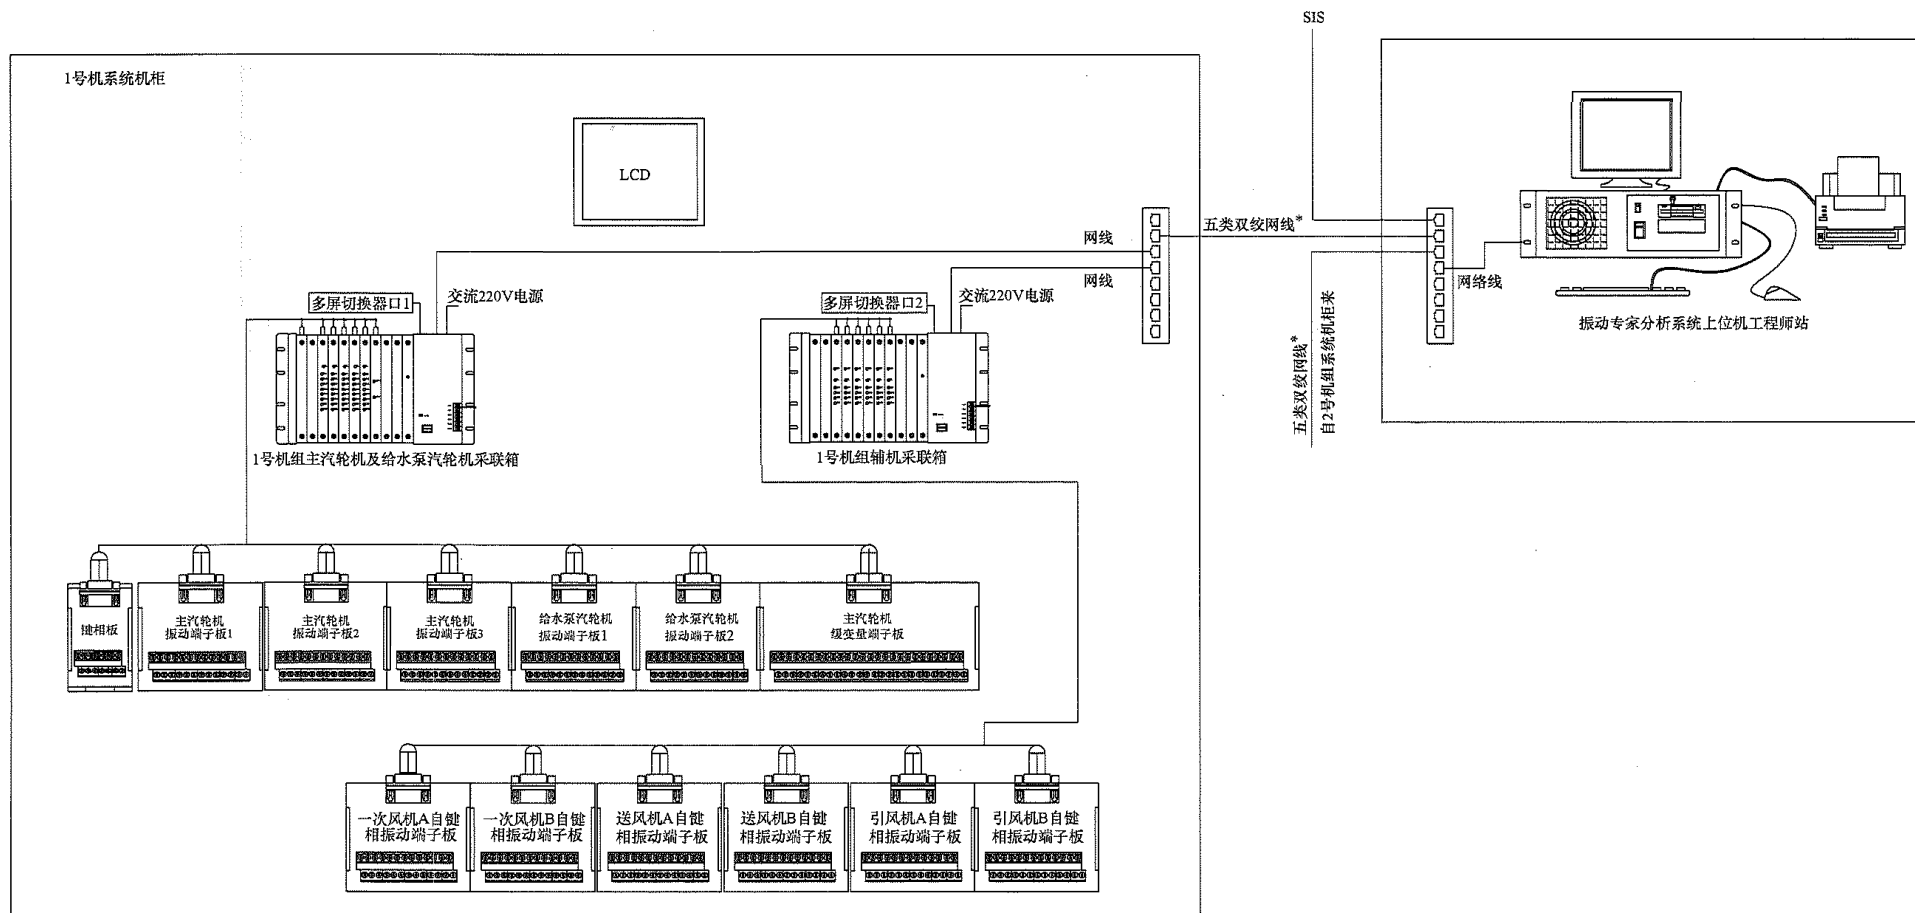 SIS
1号机系统机柜
LCD
五类双绞网线*
网线
网线
网络线
多屏切换器口1
交流220V电源
多屏切换器口2
交流220V电源
振动专家分析系统上位机工程师站
五类双绞网线*
自2号机组系统机柜来
1号机组主汽轮机及给水泵汽轮机采联箱
1号机组辅机采联箱
键相板
主汽轮机
振动端子板1
主汽轮机
振动端子板2
主汽轮机
振动端子板3
给水泵汽轮机
振动端子板1
给水泵汽轮机
振动端子板2
主汽轮机
缓变量端子板
一次风机A自键
相振动端子板
一次风机B自键
相振动端子板
送风机A自键
相振动端子板
送风机B自键
相振动端子板
引风机A自键
相振动端子板
引风机B自键
相振动端子板